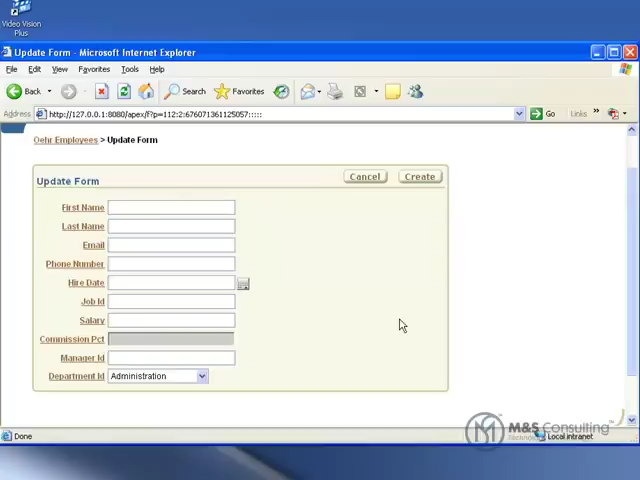 Video Vision
Plus
Update Form - Microsoft Internet Explorer
File Edit View Favorites Tools Help
Back Search Favorites
Address http://127.0.0.1:8080/apex/f?p=112:2:676071361125057::::: Go Links »
Oehr Employees > Update Form
Update Form Cancel Create
First Name
Last Name
Email
Phone Number
Hire Date
Job Id
Salary
Commission Pct
Manager Id
Department Id Administration
M&S Consulting
Done Local intranet